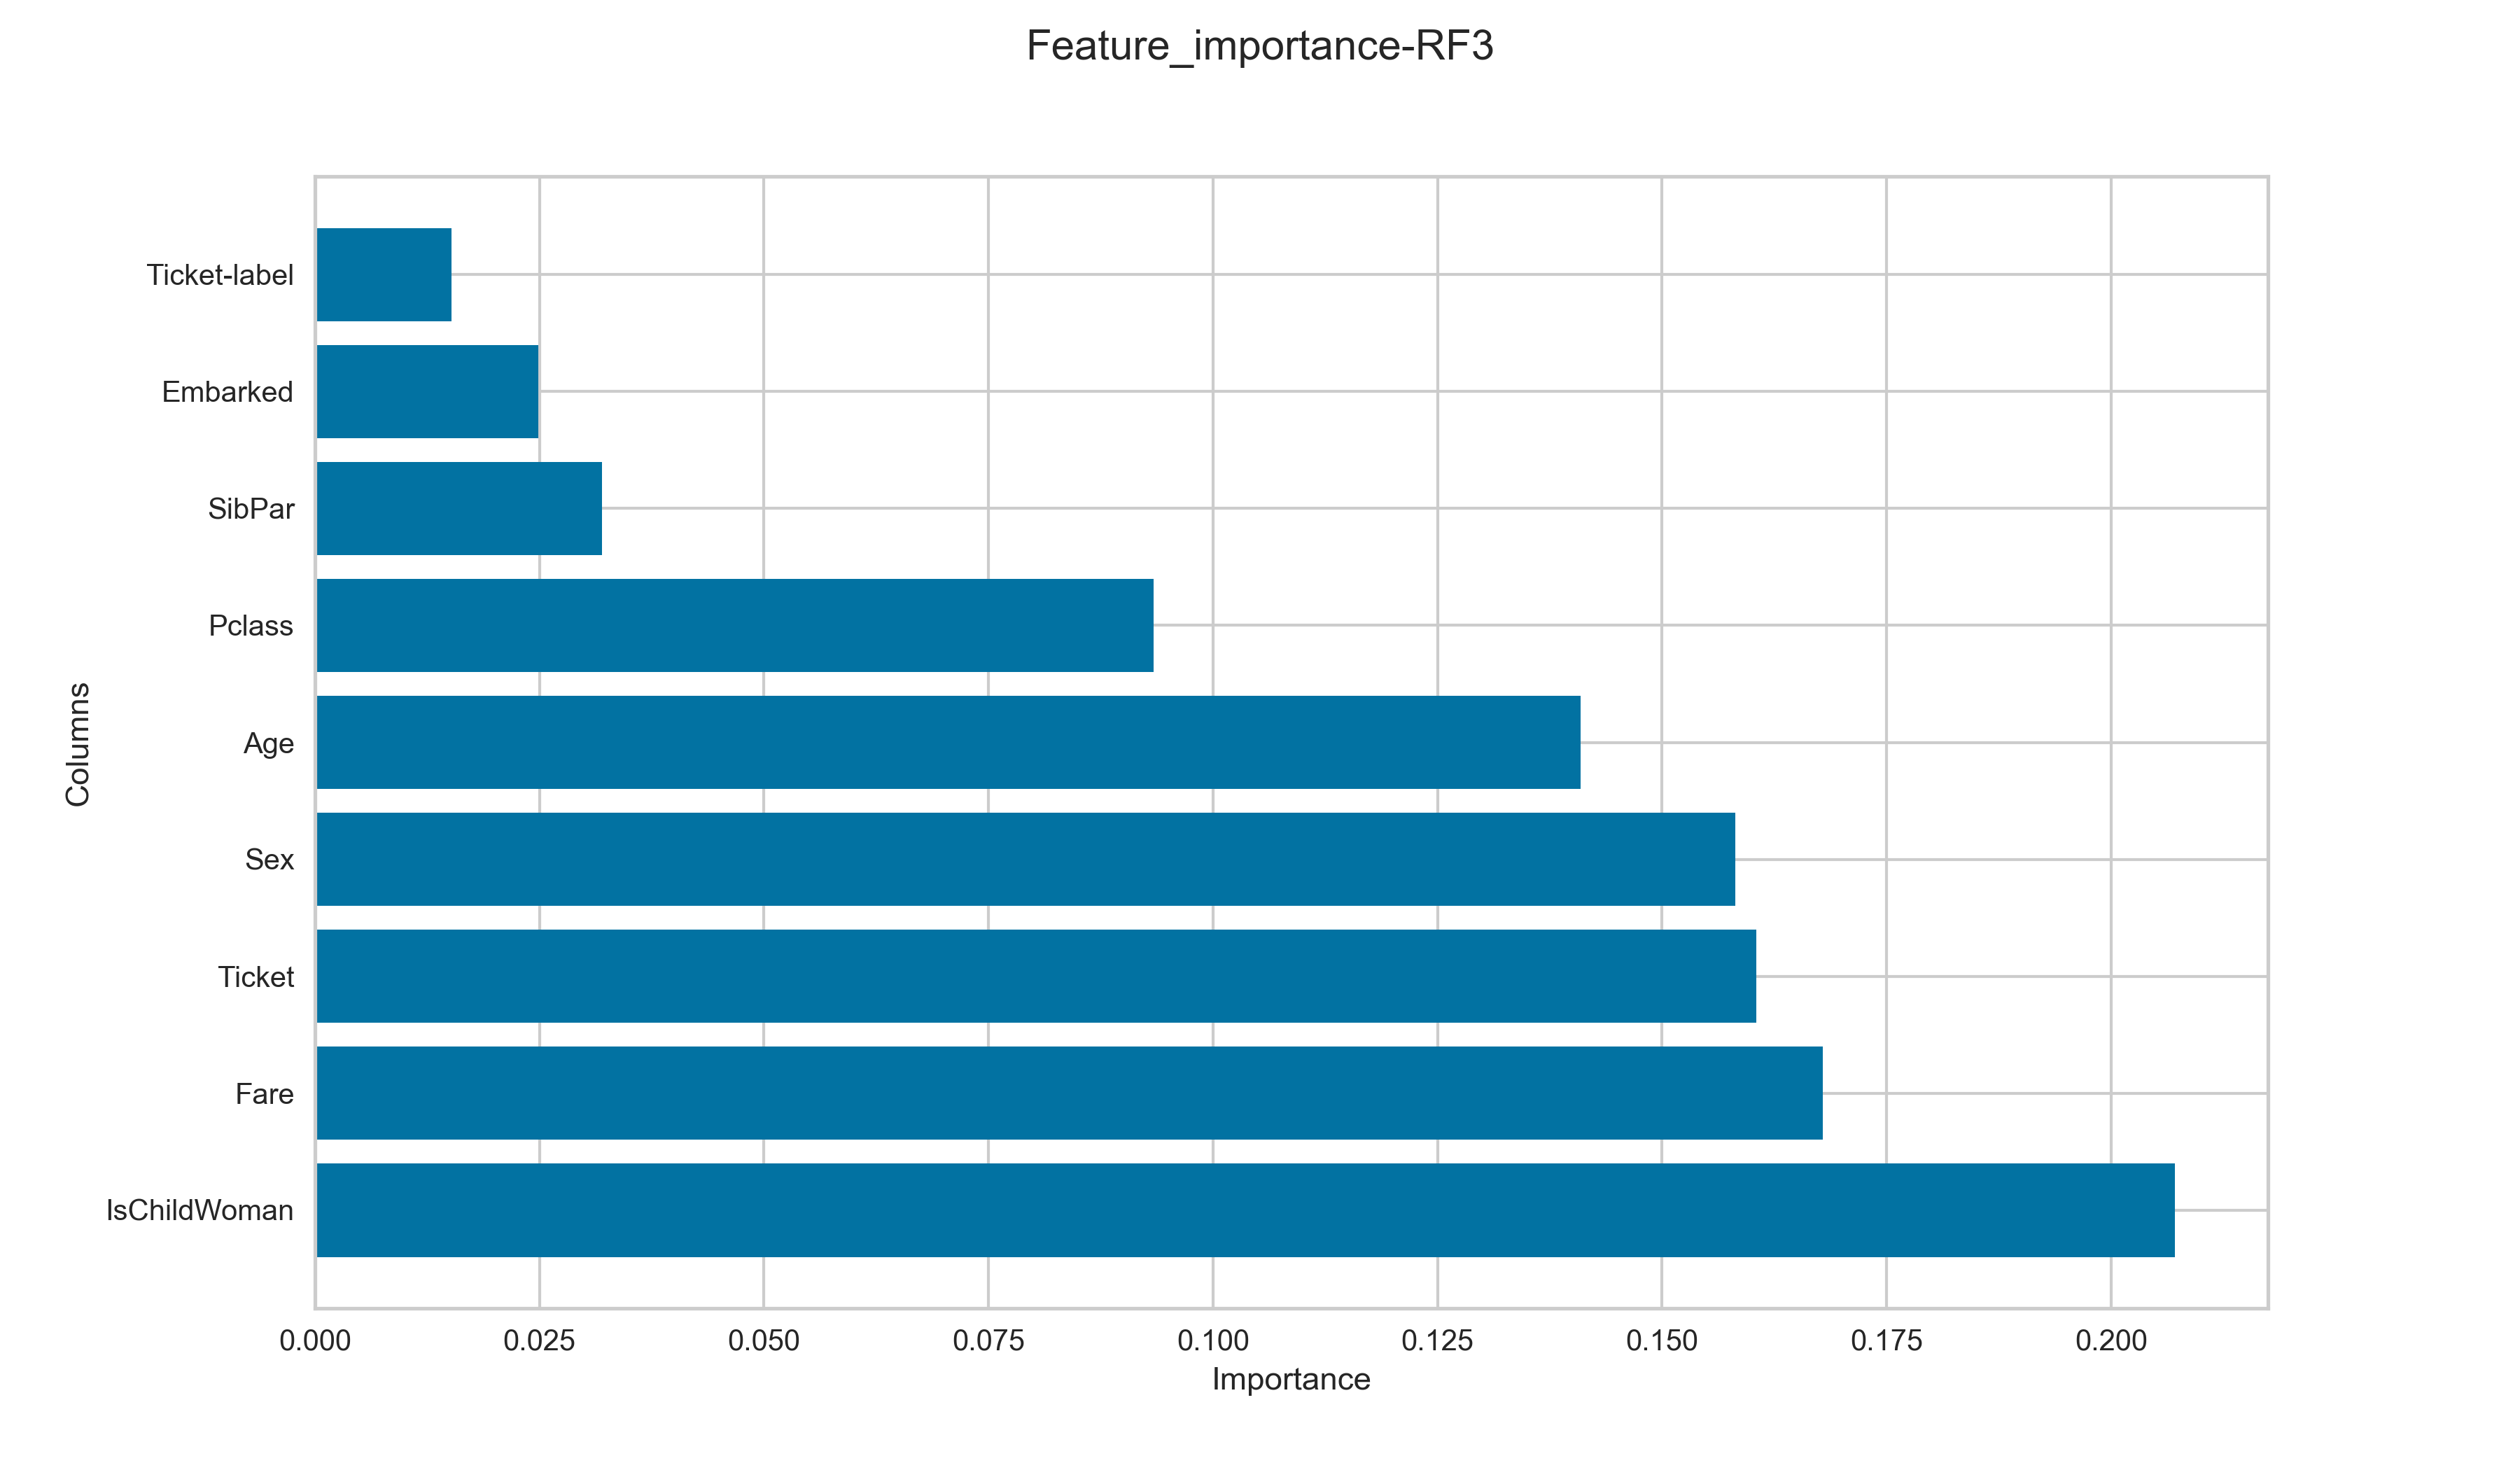 Feature_importance-RF3
Columns
Ticket-label
Embarked
SibPar
Pclass
Age
Sex
Ticket
Fare
IsChildWoman
0.000 0.025 0.050 0.075 0.100 0.125 0.150 0.175 0.200
Importance